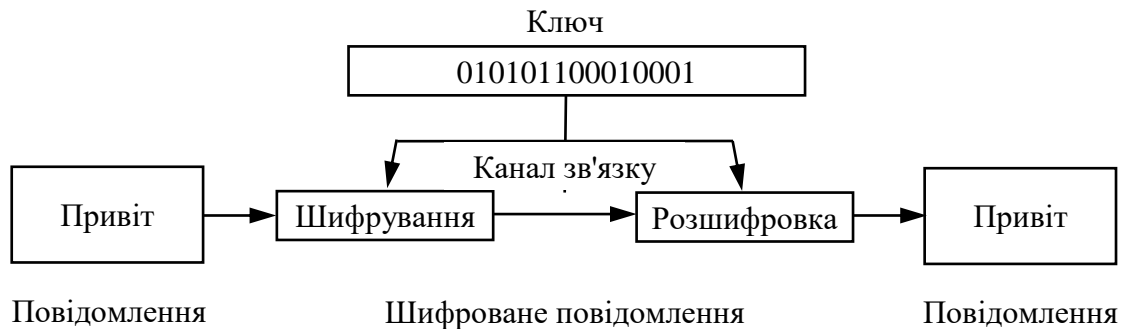 Ключ
010101100010001
Канал зв'язку
Привіт
Шифрування
Розшифровка
Привіт
Повідомлення
Шифроване повідомлення
Повідомлення